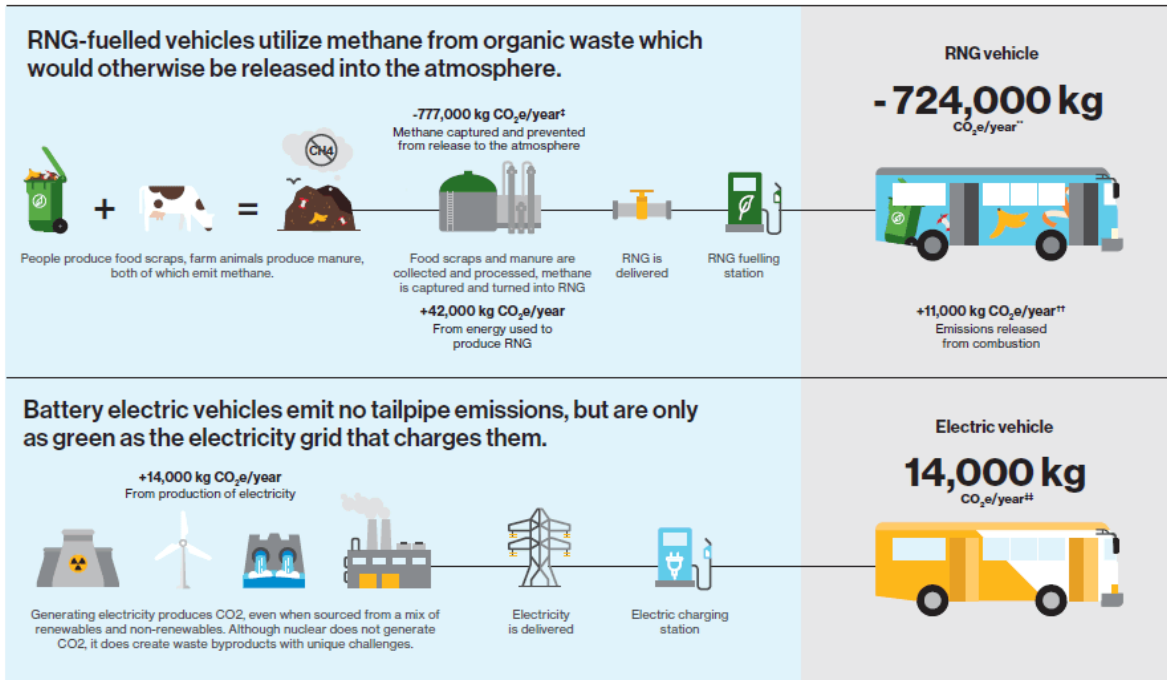 RNG-fuelled vehicles utilize methane from organic waste which
would otherwise be released into the atmosphere.
RNG vehicle
- 724,000 kg
CO₂e/year**
-777,000 kg CO₂e/year‡
Methane captured and prevented
from release to the atmosphere
CH4
+
=
People produce food scraps, farm animals produce manure,
both of which emit methane.
Food scraps and manure are
collected and processed, methane
is captured and turned into RNG
RNG is
delivered
RNG fuelling
station
+42,000 kg CO₂e/year
From energy used to
produce RNG
+11,000 kg CO₂e/year††
Emissions released
from combustion
Battery electric vehicles emit no tailpipe emissions, but are only
as green as the electricity grid that charges them.
Electric vehicle
14,000 kg
CO₂e/year‡‡
+14,000 kg CO₂e/year
From production of electricity
Generating electricity produces CO2, even when sourced from a mix of
renewables and non-renewables. Although nuclear does not generate
CO2, it does create waste byproducts with unique challenges.
Electricity
is delivered
Electric charging
station